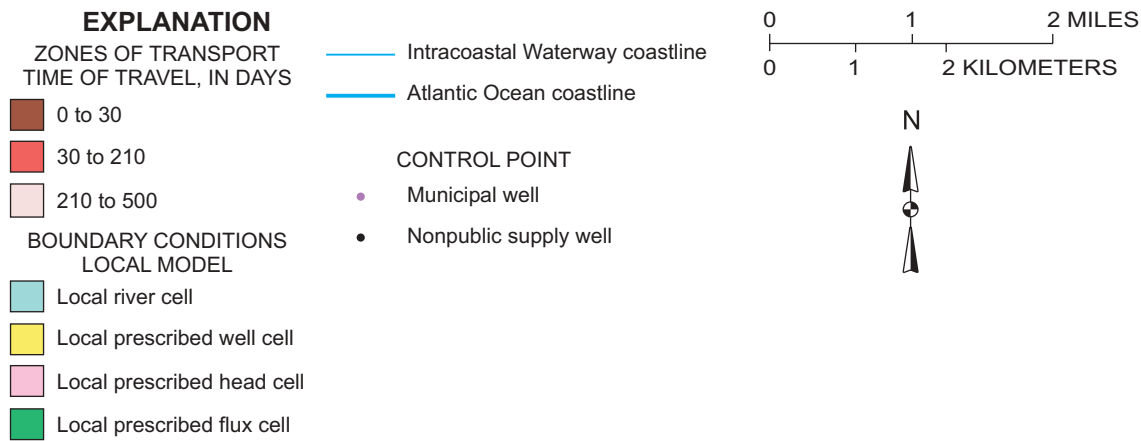 EXPLANATION
ZONES OF TRANSPORT
TIME OF TRAVEL, IN DAYS
0 to 30
30 to 210
210 to 500
BOUNDARY CONDITIONS
LOCAL MODEL
Local river cell
Local prescribed well cell
Local prescribed head cell
Local prescribed flux cell
Intracoastal Waterway coastline
Atlantic Ocean coastline
CONTROL POINT
Municipal well
Nonpublic supply well
0 1 2 MILES
0 1 2 KILOMETERS
N